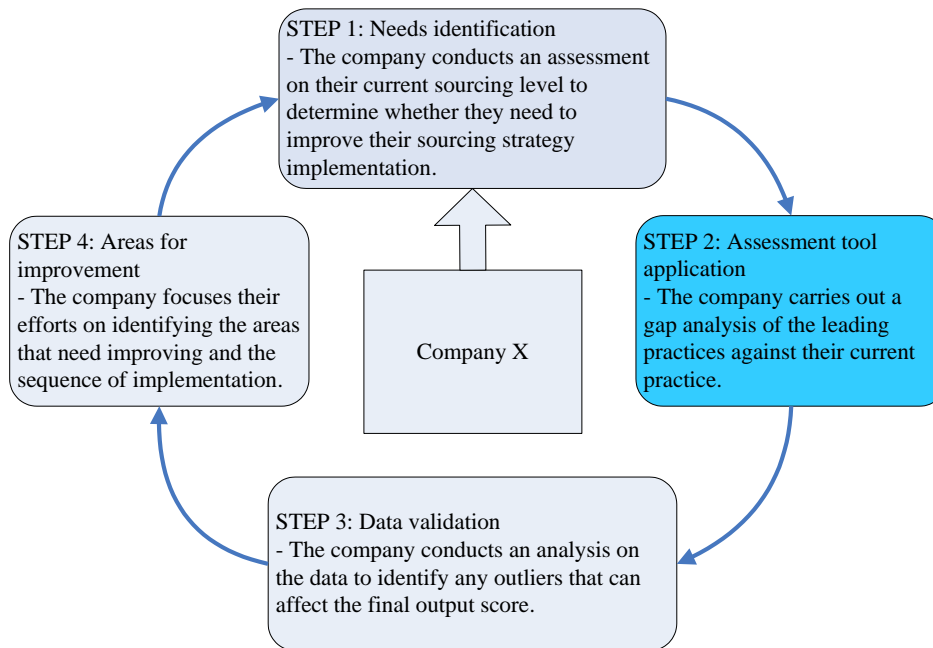 STEP 1: Needs identification
- The company conducts an assessment
on their current sourcing level to
determine whether they need to
improve their sourcing strategy
implementation.
STEP 2: Assessment tool
application
- The company carries out a
gap analysis of the leading
practices against their current
practice.
STEP 3: Data validation
- The company conducts an analysis on
the data to identify any outliers that can
affect the final output score.
STEP 4: Areas for
improvement
- The company focuses their
efforts on identifying the areas
that need improving and the
sequence of implementation.
Company X